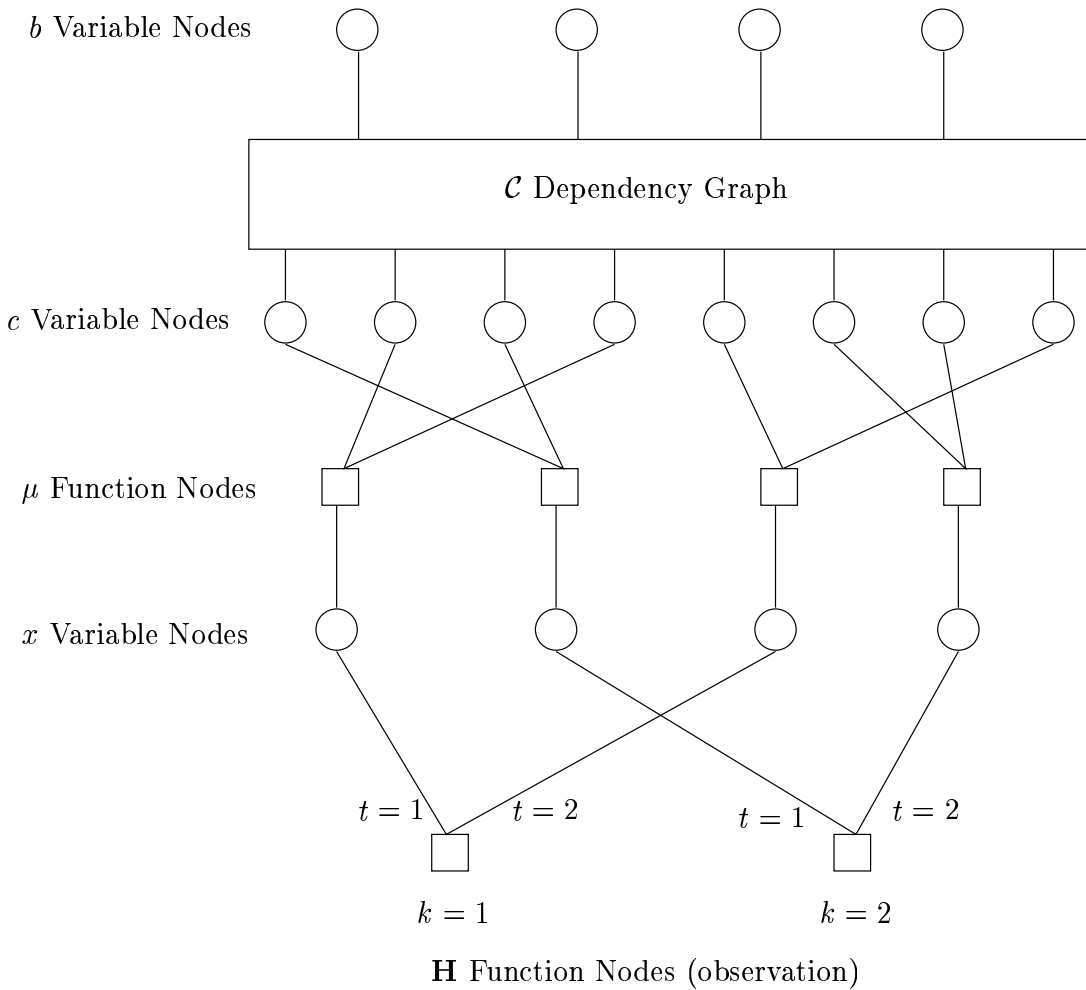 b Variable Nodes
𝒞 Dependency Graph
c Variable Nodes
μ Function Nodes
x Variable Nodes
t = 1 t = 2 t = 1 t = 2
k = 1 k = 2
H Function Nodes (observation)